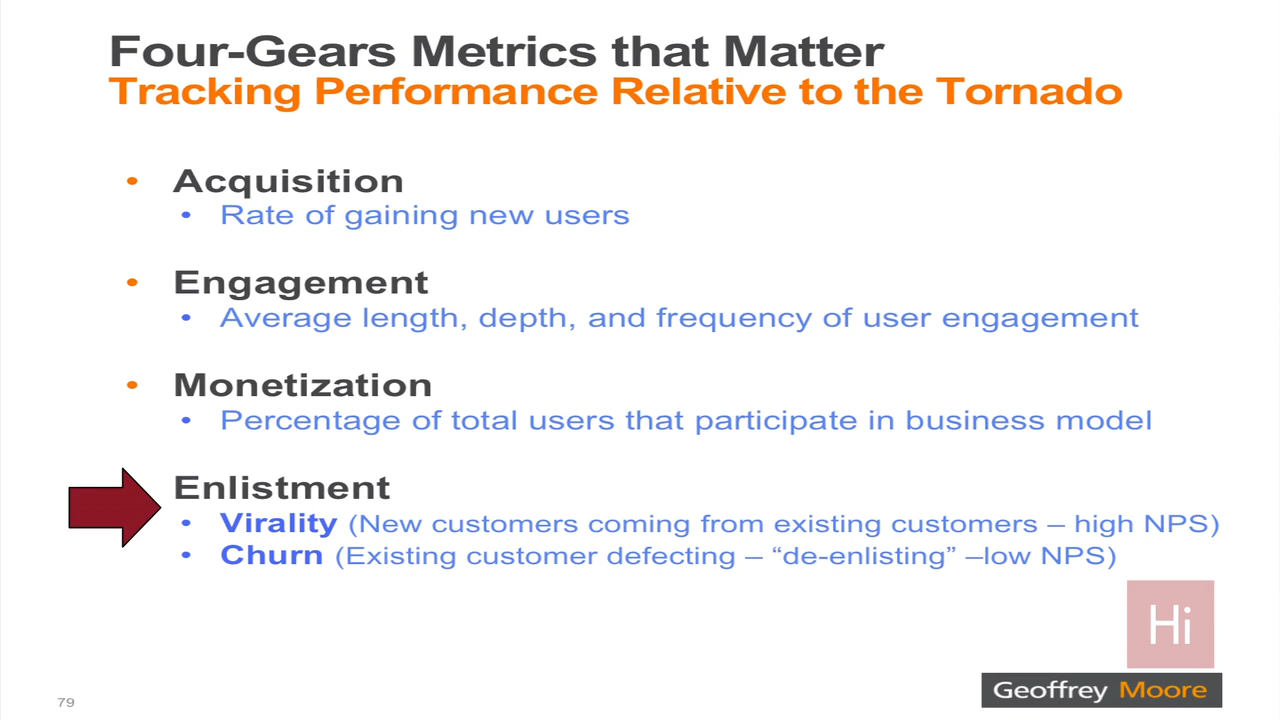 Four-Gears Metrics that Matter
Tracking Performance Relative to the Tornado
• Acquisition
• Rate of gaining new users
• Engagement
• Average length, depth, and frequency of user engagement
• Monetization
• Percentage of total users that participate in business model
Enlistment
• Virality (New customers coming from existing customers – high NPS)
• Churn (Existing customer defecting – “de-enlisting” –low NPS)
Hi
79
Geoffrey Moore